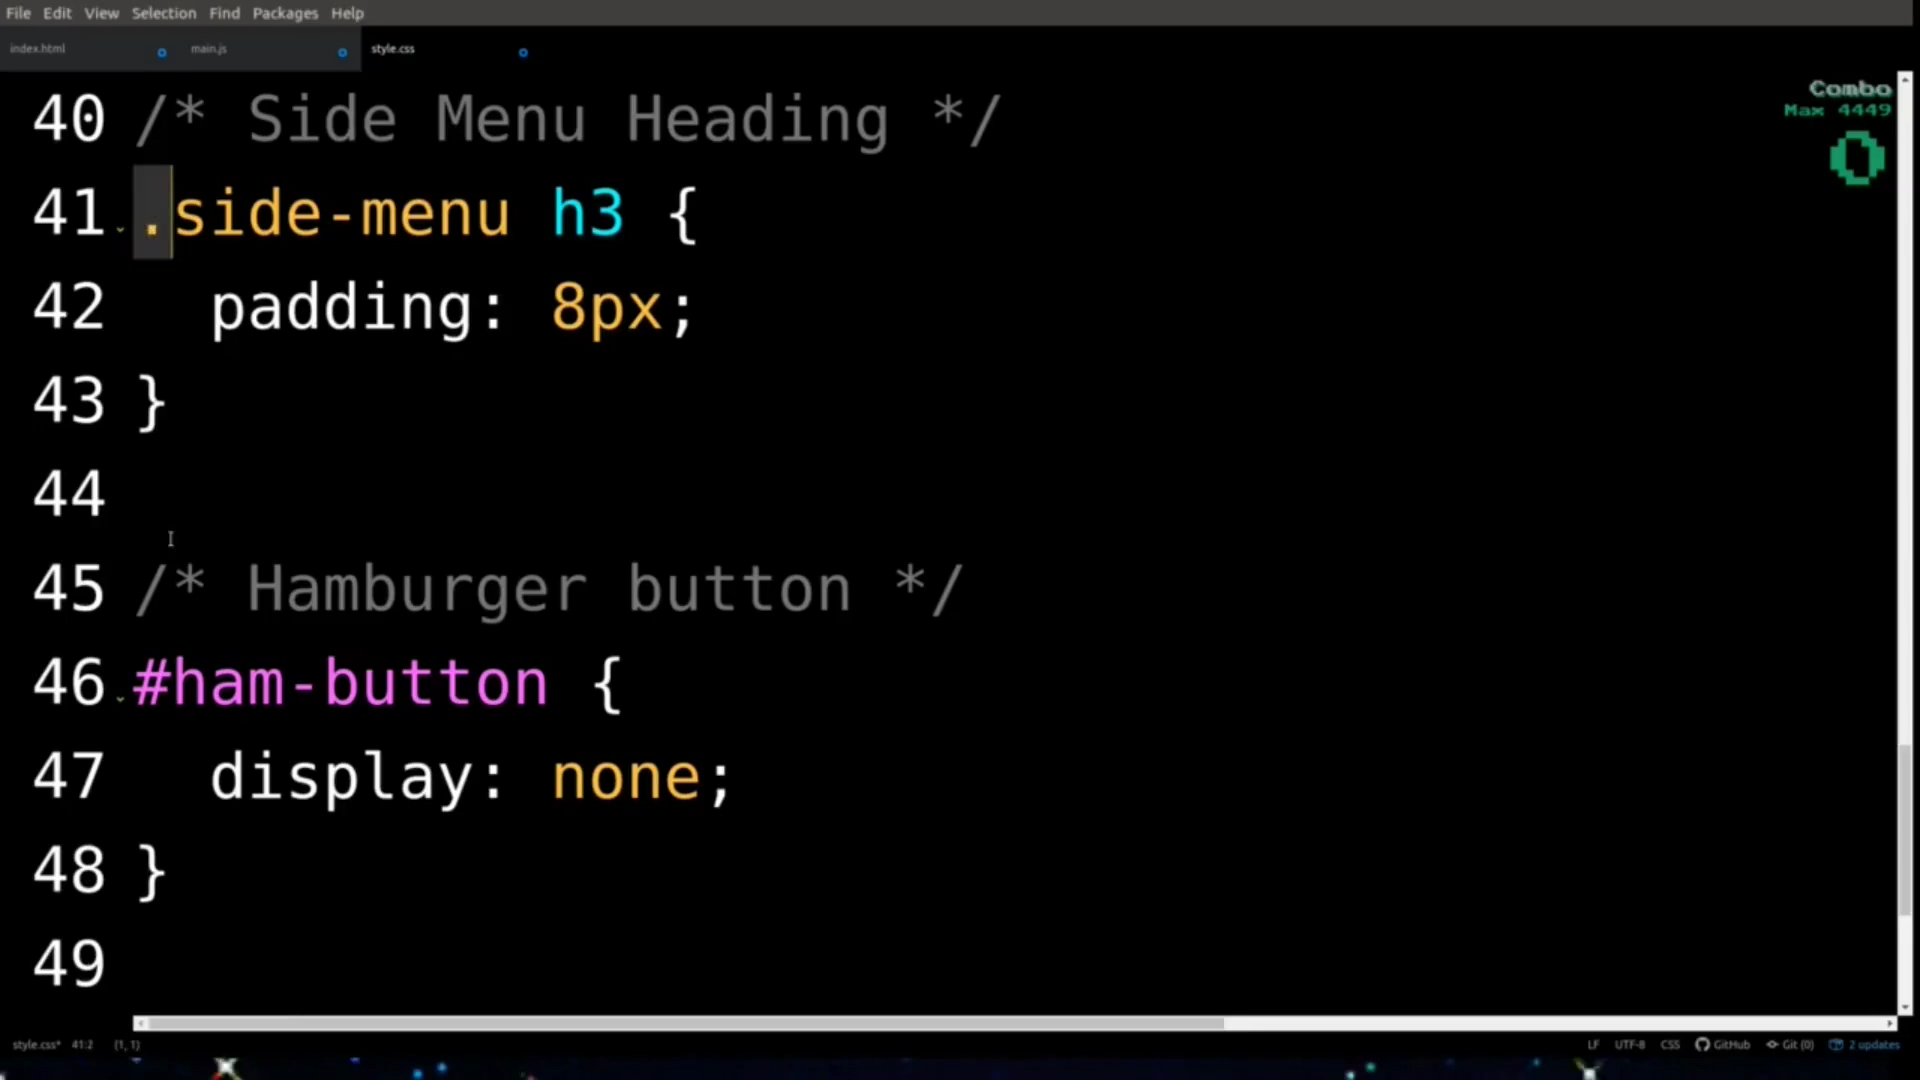 File Edit View Selection Find Packages Help
index.html main.js style.css
Combo
Max 4449
0
40 /* Side Menu Heading */
41 .side-menu h3 {
42 padding: 8px;
43 }
44
45 /* Hamburger button */
46 #ham-button {
47 display: none;
48 }
49
style.css* 41:2 (1, 1) LF UTF-8 CSS GitHub Git (0) 2 updates